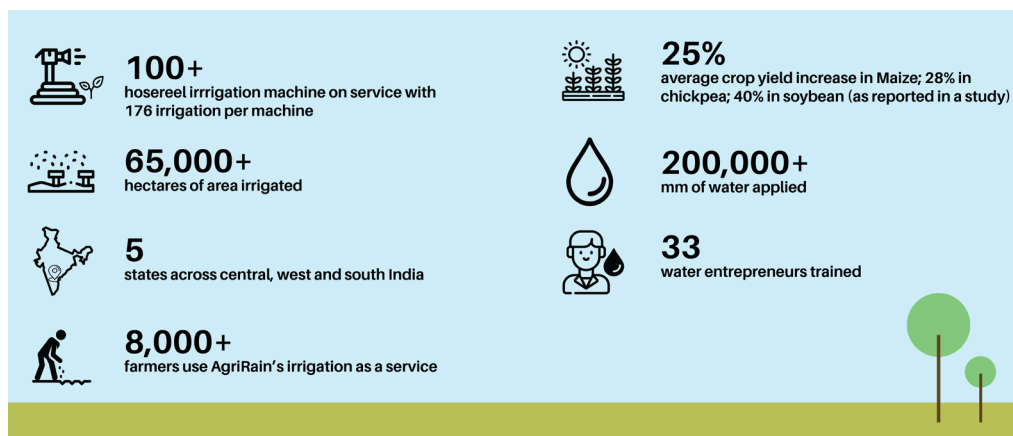 100+
hosereel irrrigation machine on service with
176 irrigation per machine
65,000+
hectares of area irrigated
5
states across central, west and south India
8,000+
farmers use AgriRain's irrigation as a service
25%
average crop yield increase in Maize; 28% in
chickpea; 40% in soybean (as reported in a study)
200,000+
mm of water applied
33
water entrepreneurs trained